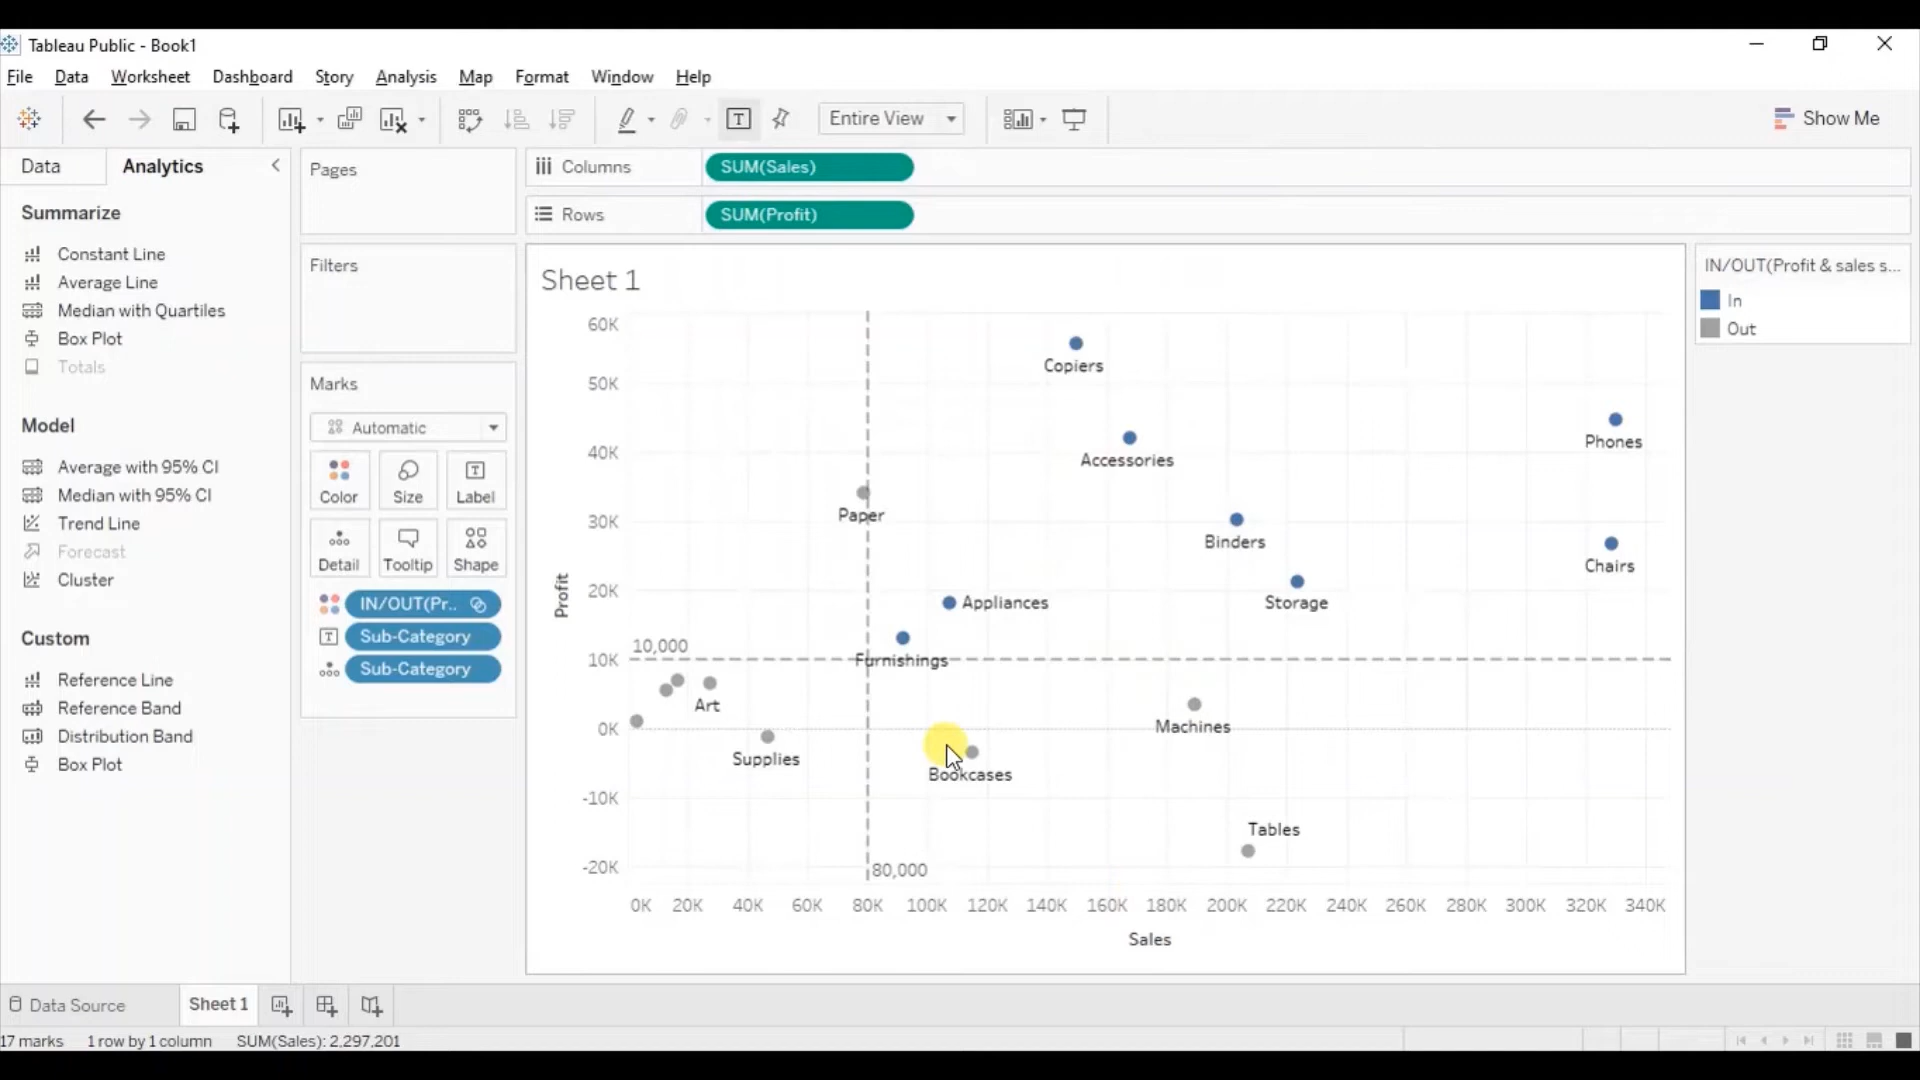 Tableau Public - Book1
File Data Worksheet Dashboard Story Analysis Map Format Window Help
Entire View
Show Me
Data Analytics
Summarize
Constant Line
Average Line
Median with Quartiles
Box Plot
Totals
Model
Average with 95% CI
Median with 95% CI
Trend Line
Forecast
Cluster
Custom
Reference Line
Reference Band
Distribution Band
Box Plot
Pages
Filters
Marks
Automatic
Color Size Label
Detail Tooltip Shape
IN/OUT(Pr..
Sub-Category
Sub-Category
Columns SUM(Sales)
Rows SUM(Profit)
Sheet 1
60K
50K
40K
30K
20K
10K
0K
-10K
-20K
Profit
Copiers
Phones
Accessories
Paper
Binders
Chairs
Appliances
Storage
10,000
Furnishings
Art
Machines
Supplies
Bookcases
Tables
80,000
0K 20K 40K 60K 80K 100K 120K 140K 160K 180K 200K 220K 240K 260K 280K 300K 320K 340K
Sales
IN/OUT(Profit & sales s...
In
Out
Data Source Sheet 1
17 marks 1 row by 1 column SUM(Sales): 2,297,201